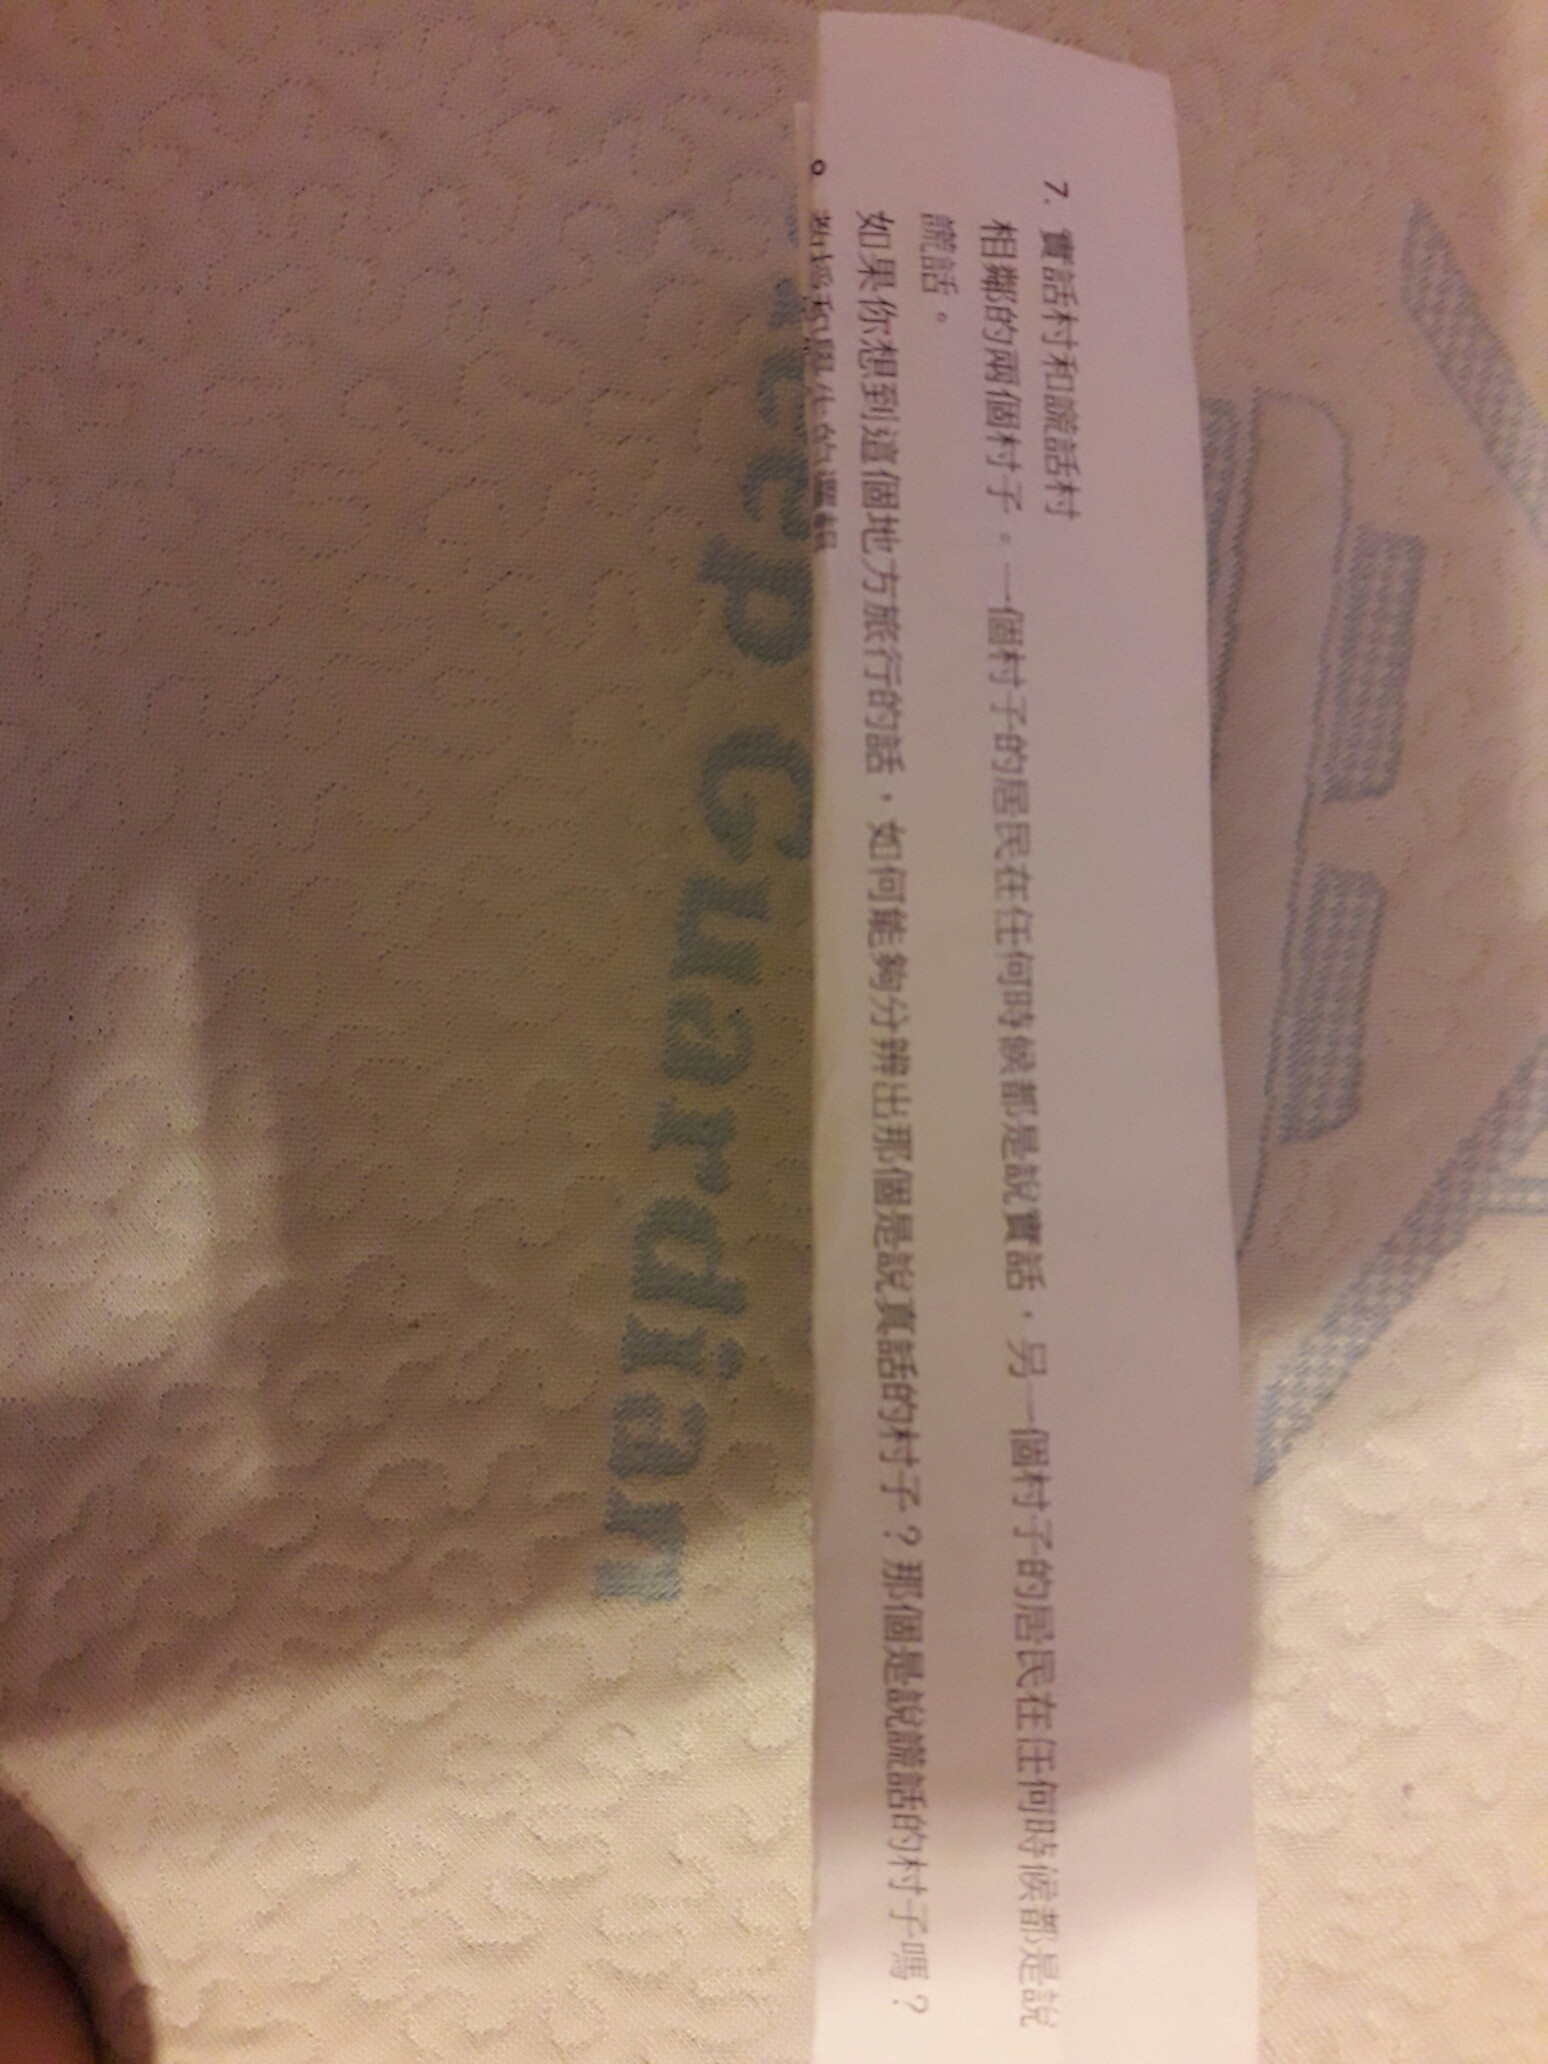 7. 實話村和謊話村
相鄰的兩個村子。一個村子的居民在任何時候都是說實話，另一個村子的居民在任何時候都是說
謊話。
如果你想到這個地方旅行的話，如何能夠分辨出那個是說真話的村子？那個是說謊話的村子嗎？
Guardian